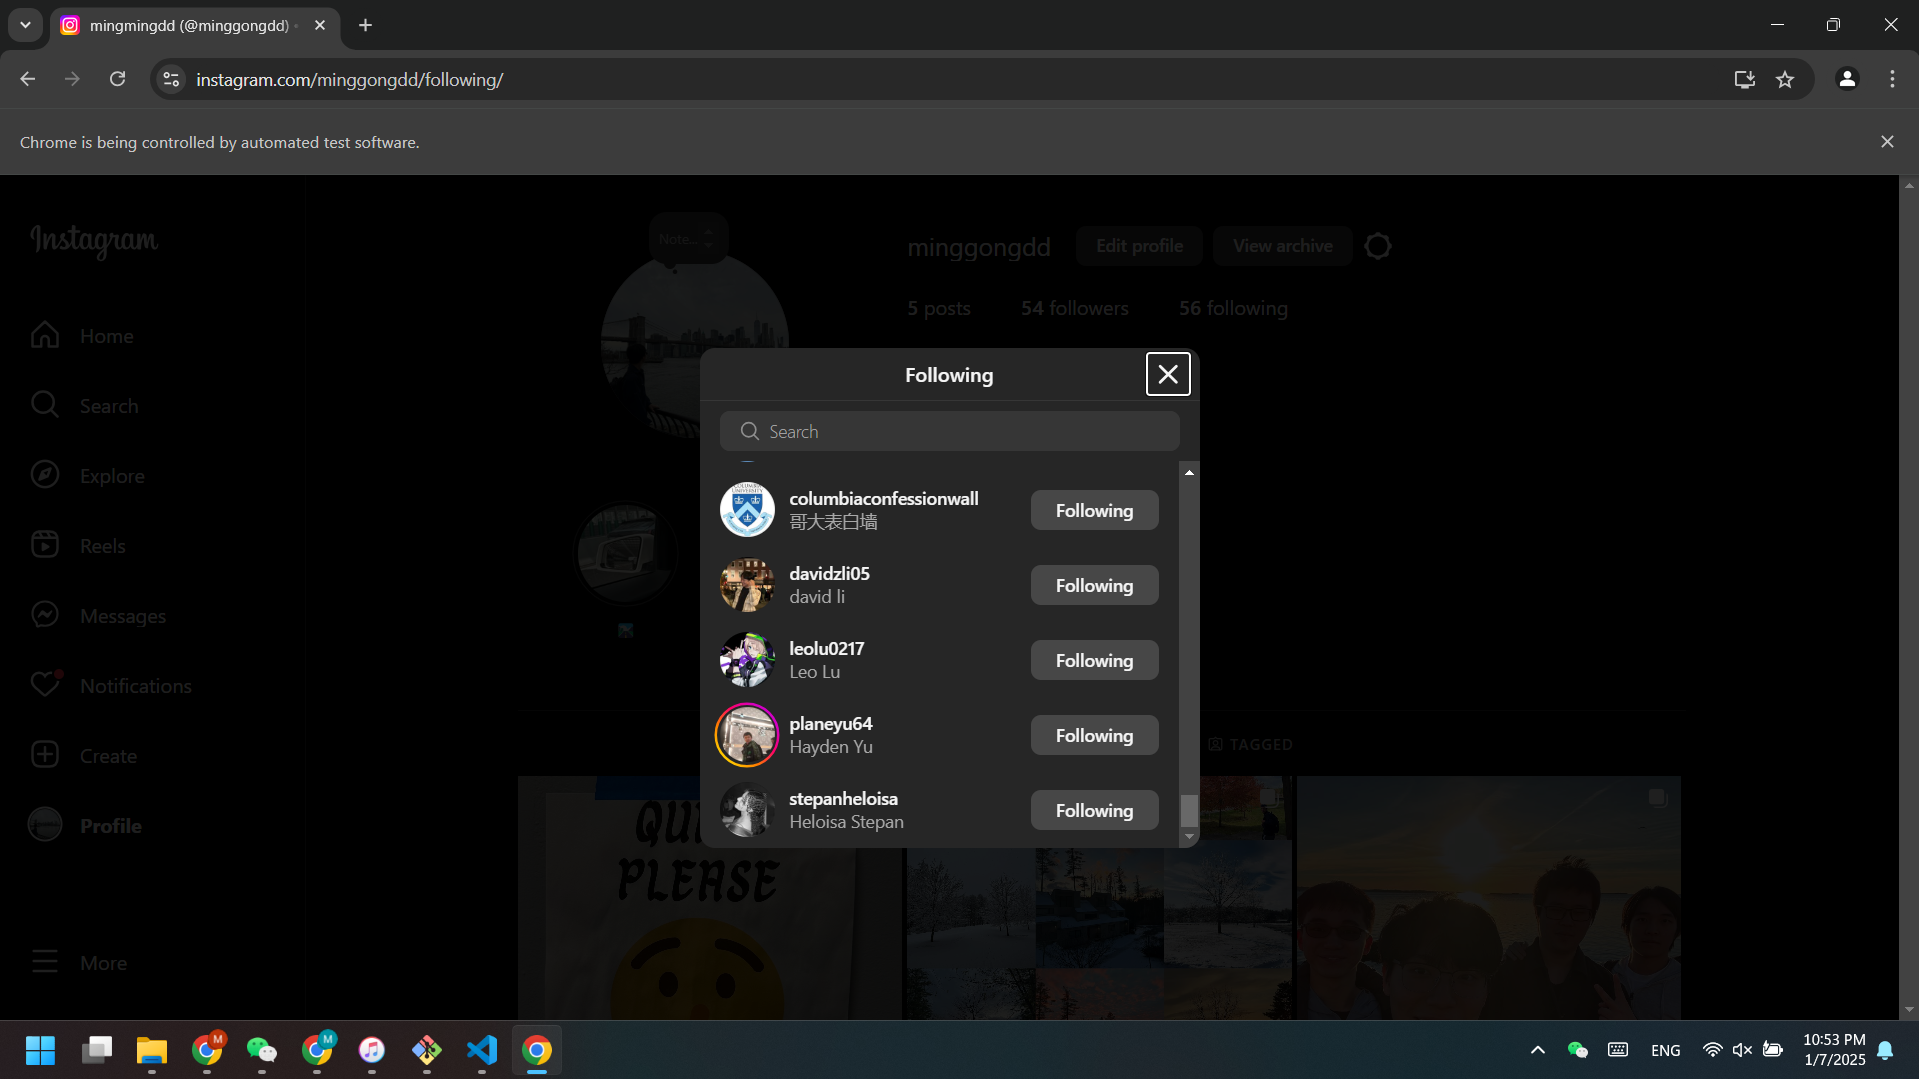 mingmingdd (@minggongdd) •
instagram.com/minggongdd/following/
Chrome is being controlled by automated test software.
Instagram
Note...
minggongdd
Edit profile
View archive
5 posts
54 followers
56 following
Home
Search
Explore
Reels
Messages
Notifications
Create
Profile
More
Following
Search
COLUMBIA
UNIVERSITY
columbiaconfessionwall
哥大表白墙
Following
davidzli05
david li
Following
leolu0217
Leo Lu
Following
planeyu64
Hayden Yu
Following
stepanheloisa
Heloisa Stepan
Following
TAGGED
PLEASE
M
M
ENG
10:53 PM
1/7/2025